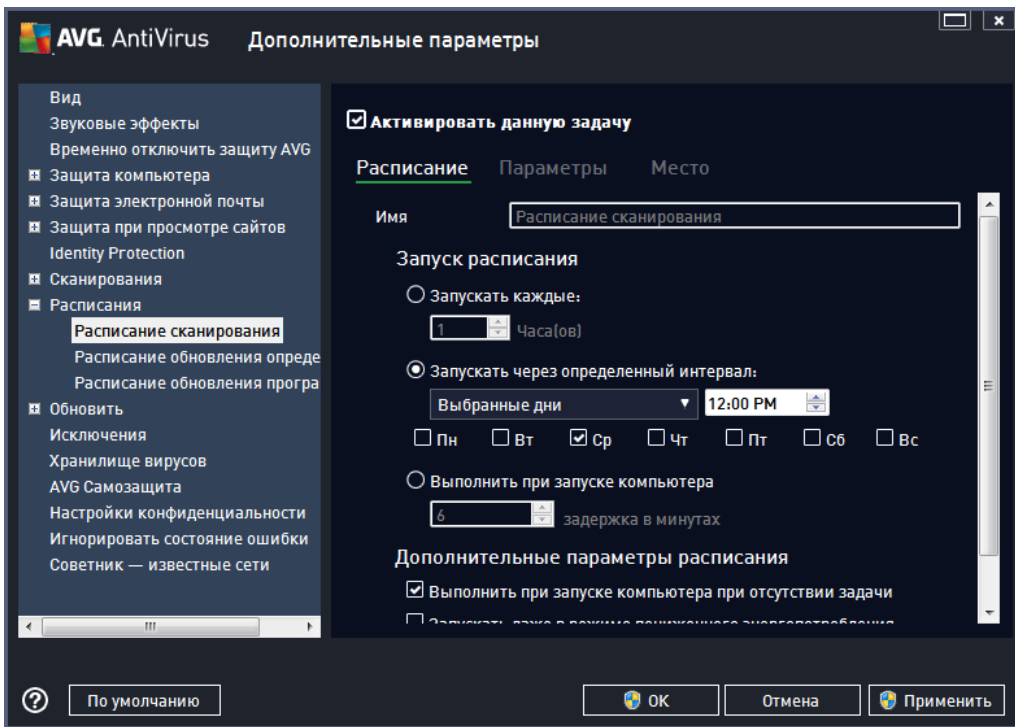 AVG AntiVirus Дополнительные параметры
Вид
Звуковые эффекты
Временно отключить защиту AVG
Защита компьютера
Защита электронной почты
Защита при просмотре сайтов
Identity Protection
Сканирования
Расписания
Расписание сканирования
Расписание обновления опреде
Расписание обновления програ
Обновить
Исключения
Хранилище вирусов
AVG Самозащита
Настройки конфиденциальности
Игнорировать состояние ошибки
Советник — известные сети
Активировать данную задачу
Расписание Параметры Место
Имя Расписание сканирования
Запуск расписания
Запускать каждые:
1 Часа(ов)
Запускать через определенный интервал:
Выбранные дни 12:00 PM
Пн Вт Ср Чт Пт Сб Вс
Выполнить при запуске компьютера
6 задержка в минутах
Дополнительные параметры расписания
Выполнить при запуске компьютера при отсутствии задачи
Запускать даже в режиме пониженного энергопотребления
? По умолчанию OK Отмена Применить